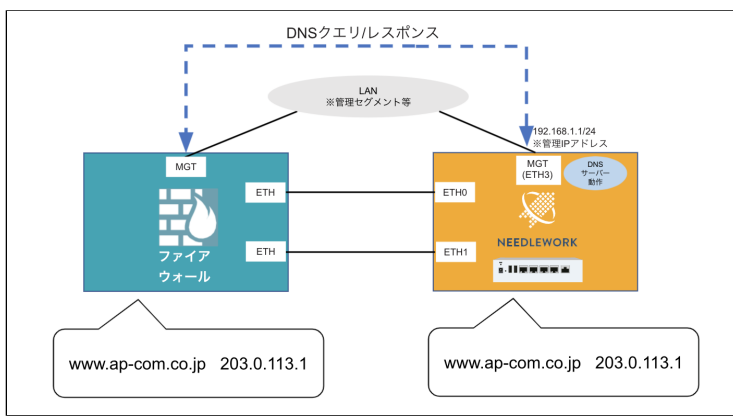 DNSクエリ/レスポンス
LAN
※管理セグメント等
192.168.1.1/24
※管理IPアドレス
MGT
MGT
(ETH3)
DNS
サーバー
動作
ETH
ETH0
ファイア
ウォール
NEEDLEWORK
ETH
ETH1
www.ap-com.co.jp 203.0.113.1
www.ap-com.co.jp 203.0.113.1